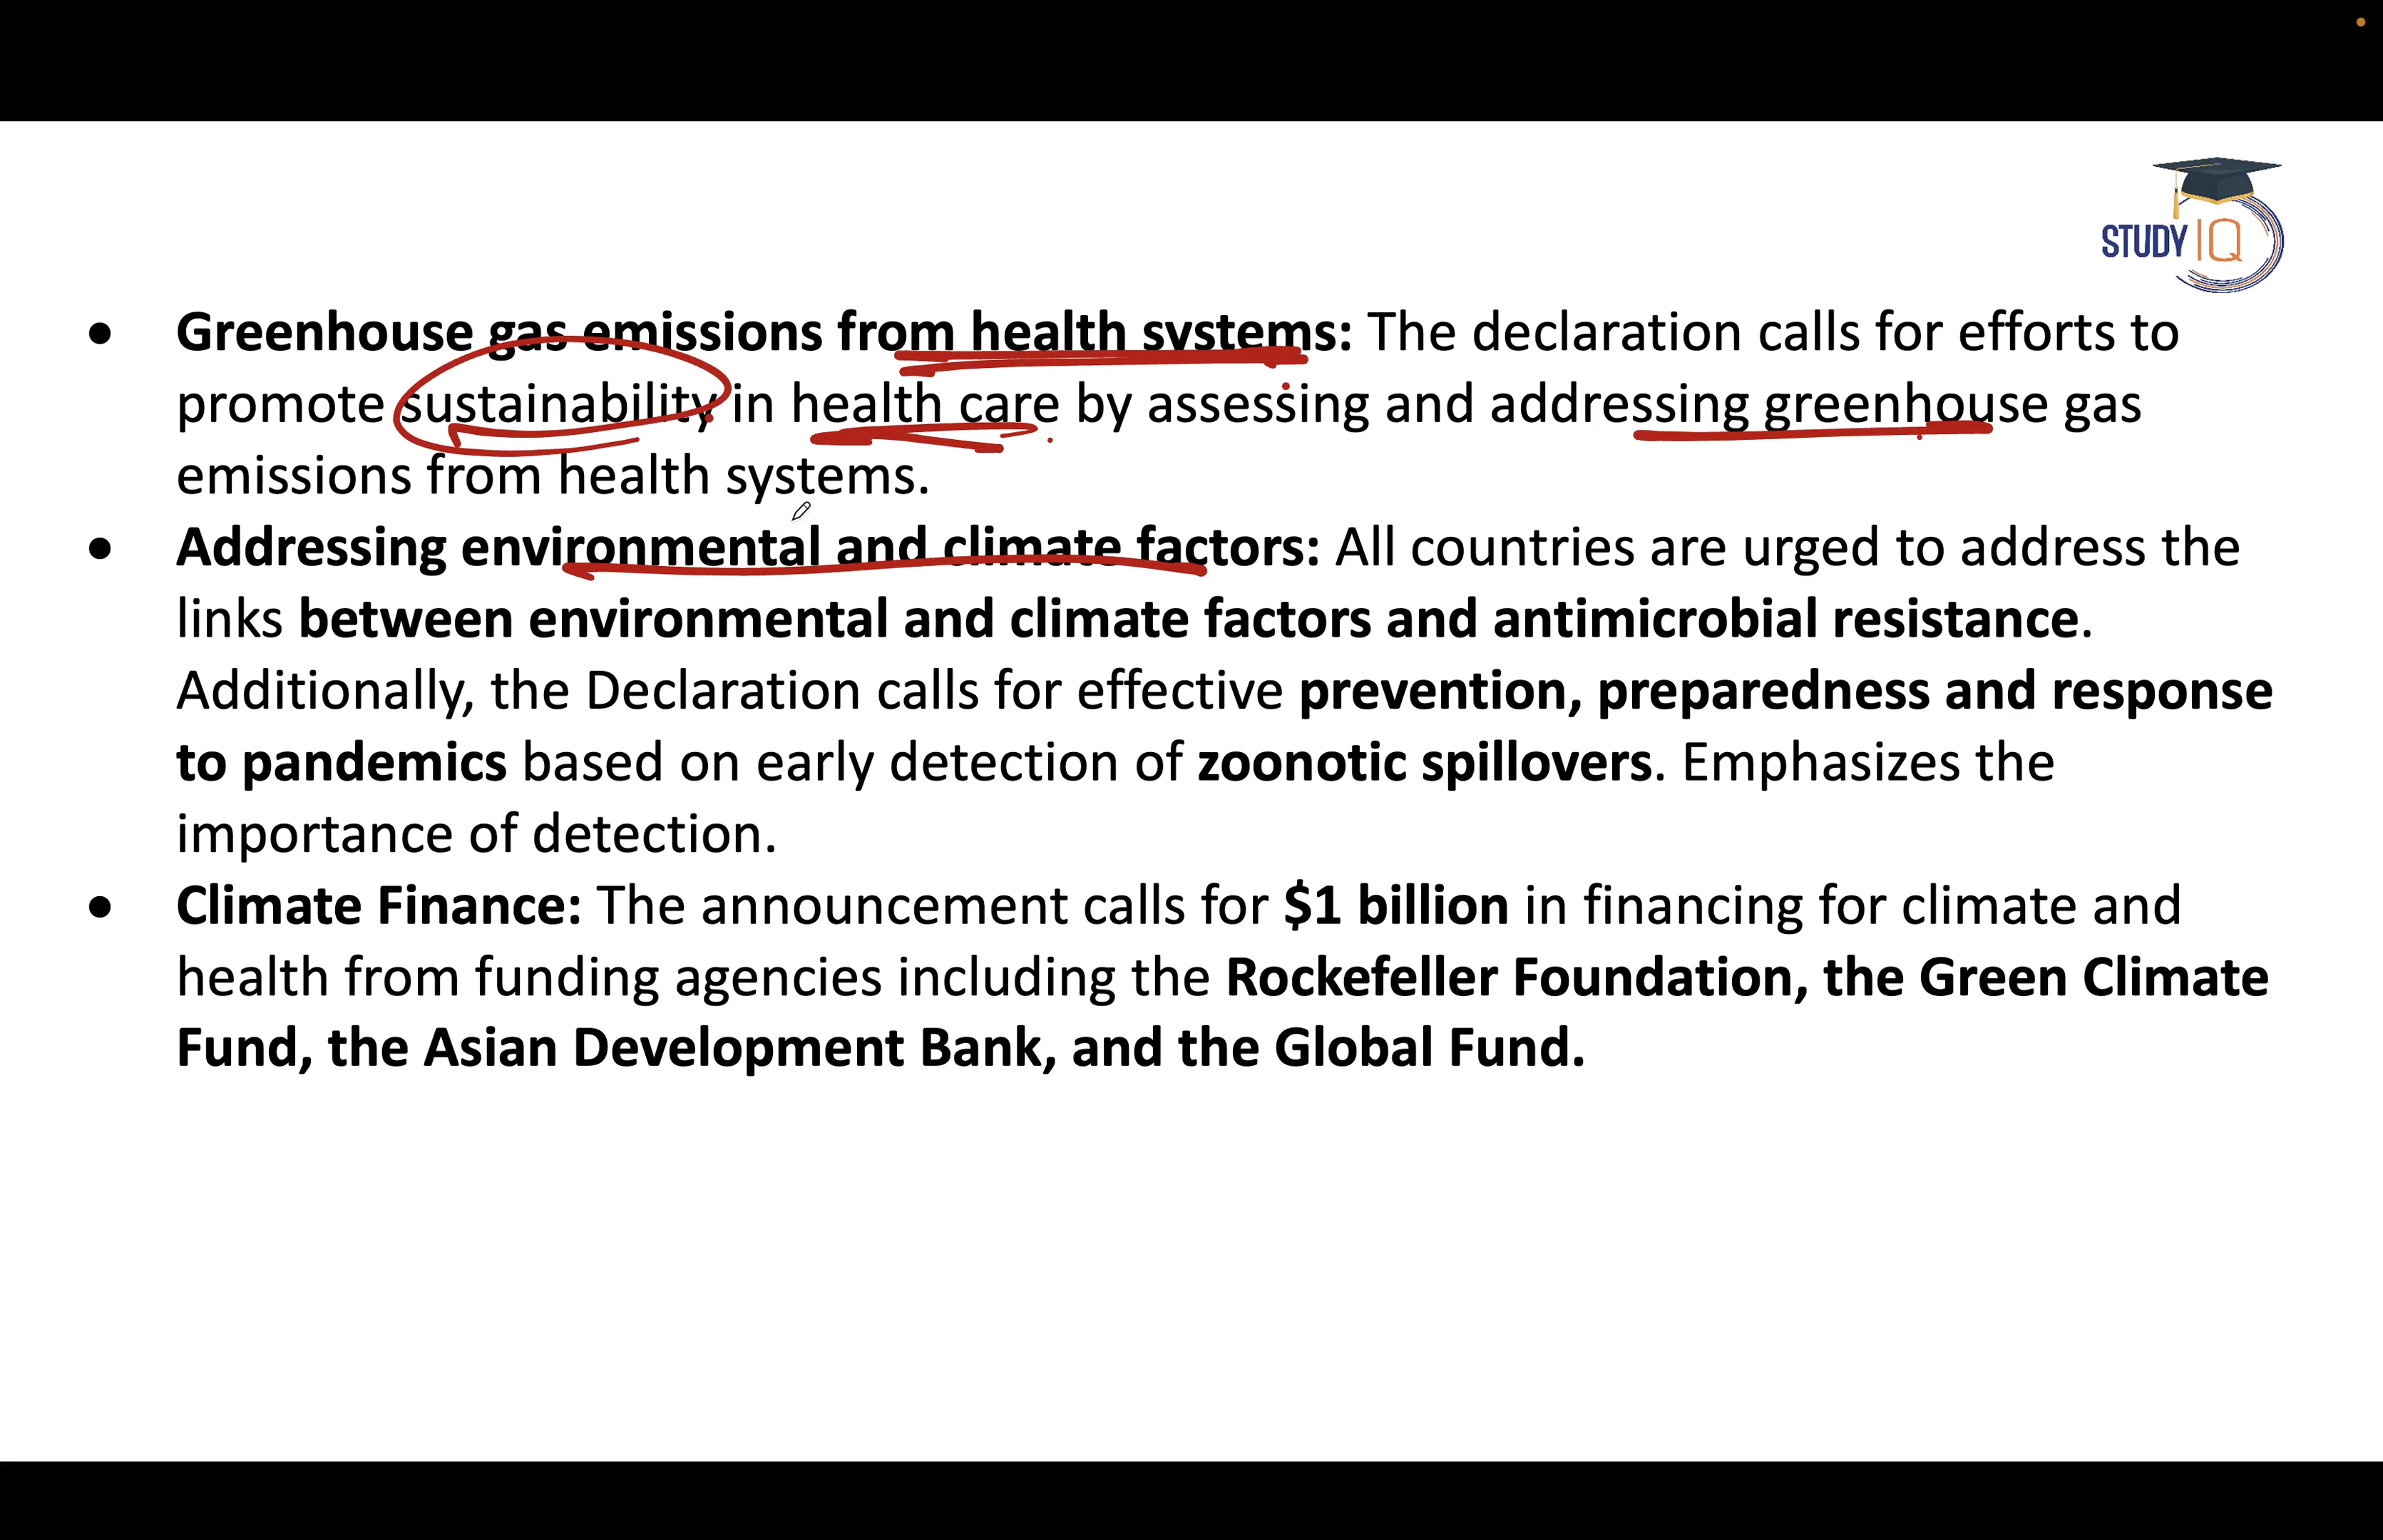 STUDY IQ
• Greenhouse gas emissions from health systems: The declaration calls for efforts to
promote sustainability in health care by assessing and addressing greenhouse gas
emissions from health systems.
• Addressing environmental and climate factors: All countries are urged to address the
links between environmental and climate factors and antimicrobial resistance.
Additionally, the Declaration calls for effective prevention, preparedness and response
to pandemics based on early detection of zoonotic spillovers. Emphasizes the
importance of detection.
• Climate Finance: The announcement calls for $1 billion in financing for climate and
health from funding agencies including the Rockefeller Foundation, the Green Climate
Fund, the Asian Development Bank, and the Global Fund.